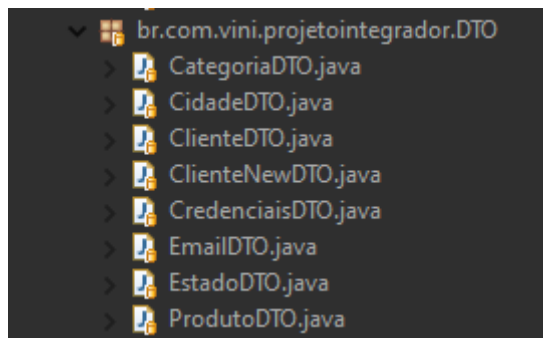 br.com.vini.projetointegrador.DTO
CategoriaDTO.java
CidadeDTO.java
ClienteDTO.java
ClienteNewDTO.java
CredenciaisDTO.java
EmailDTO.java
EstadoDTO.java
ProdutoDTO.java